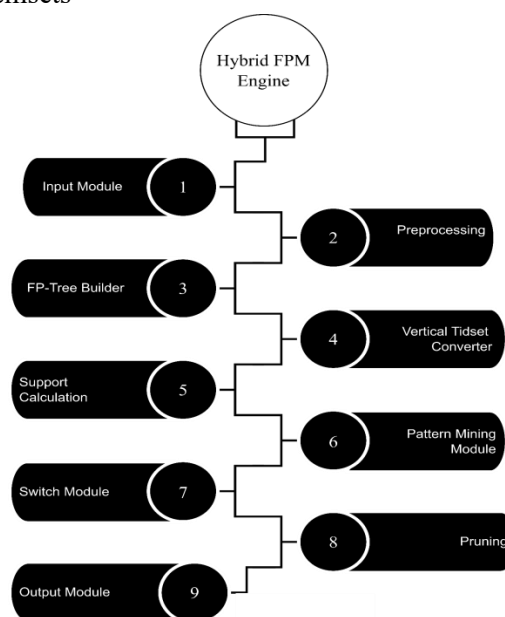 Hybrid FPM
Engine
Input Module
1
2
Preprocessing
FP-Tree Builder
3
4
Vertical Tidset
Converter
Support
Calculation
5
6
Pattern Mining
Module
Switch Module
7
8
Pruning
Output Module
9